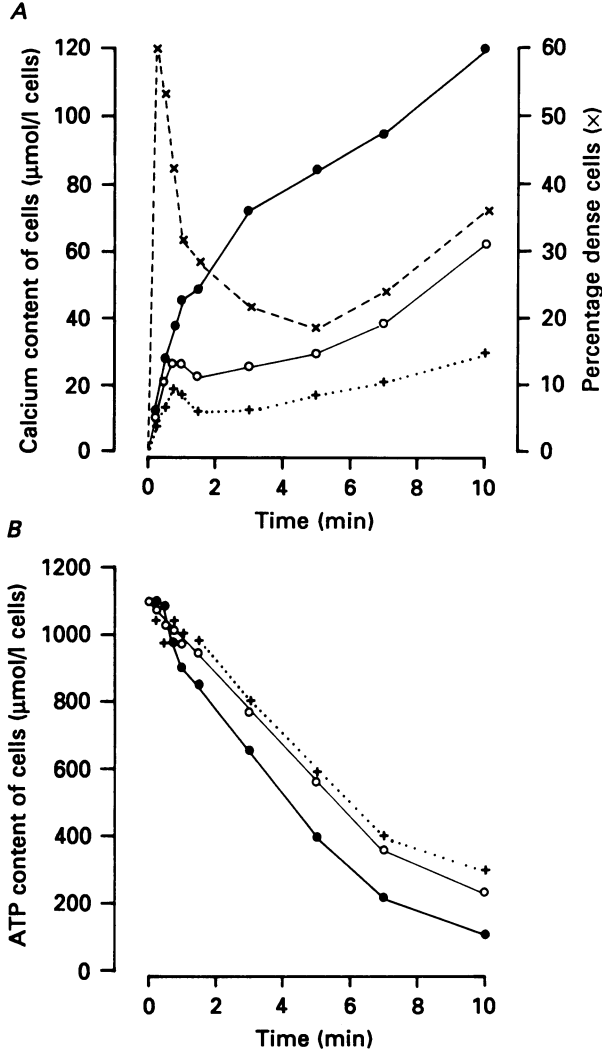 A
Calcium content of cells (µmol/l cells)
120
100
80
60
40
20
0
Percentage dense cells (×)
60
50
40
30
20
10
0
0 2 4 6 8 10
Time (min)
B
ATP content of cells (µmol/l cells)
1200
1000
800
600
400
200
0
0 2 4 6 8 10
Time (min)